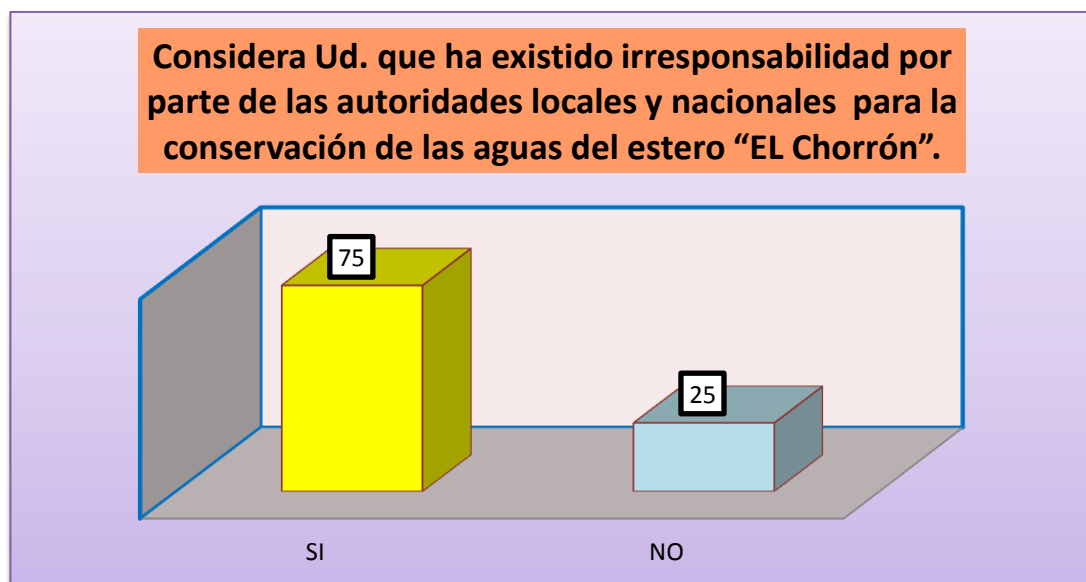 Considera Ud. que ha existido irresponsabilidad por
parte de las autoridades locales y nacionales  para la
conservación de las aguas del estero “EL Chorrón”.
75
25
SI
NO